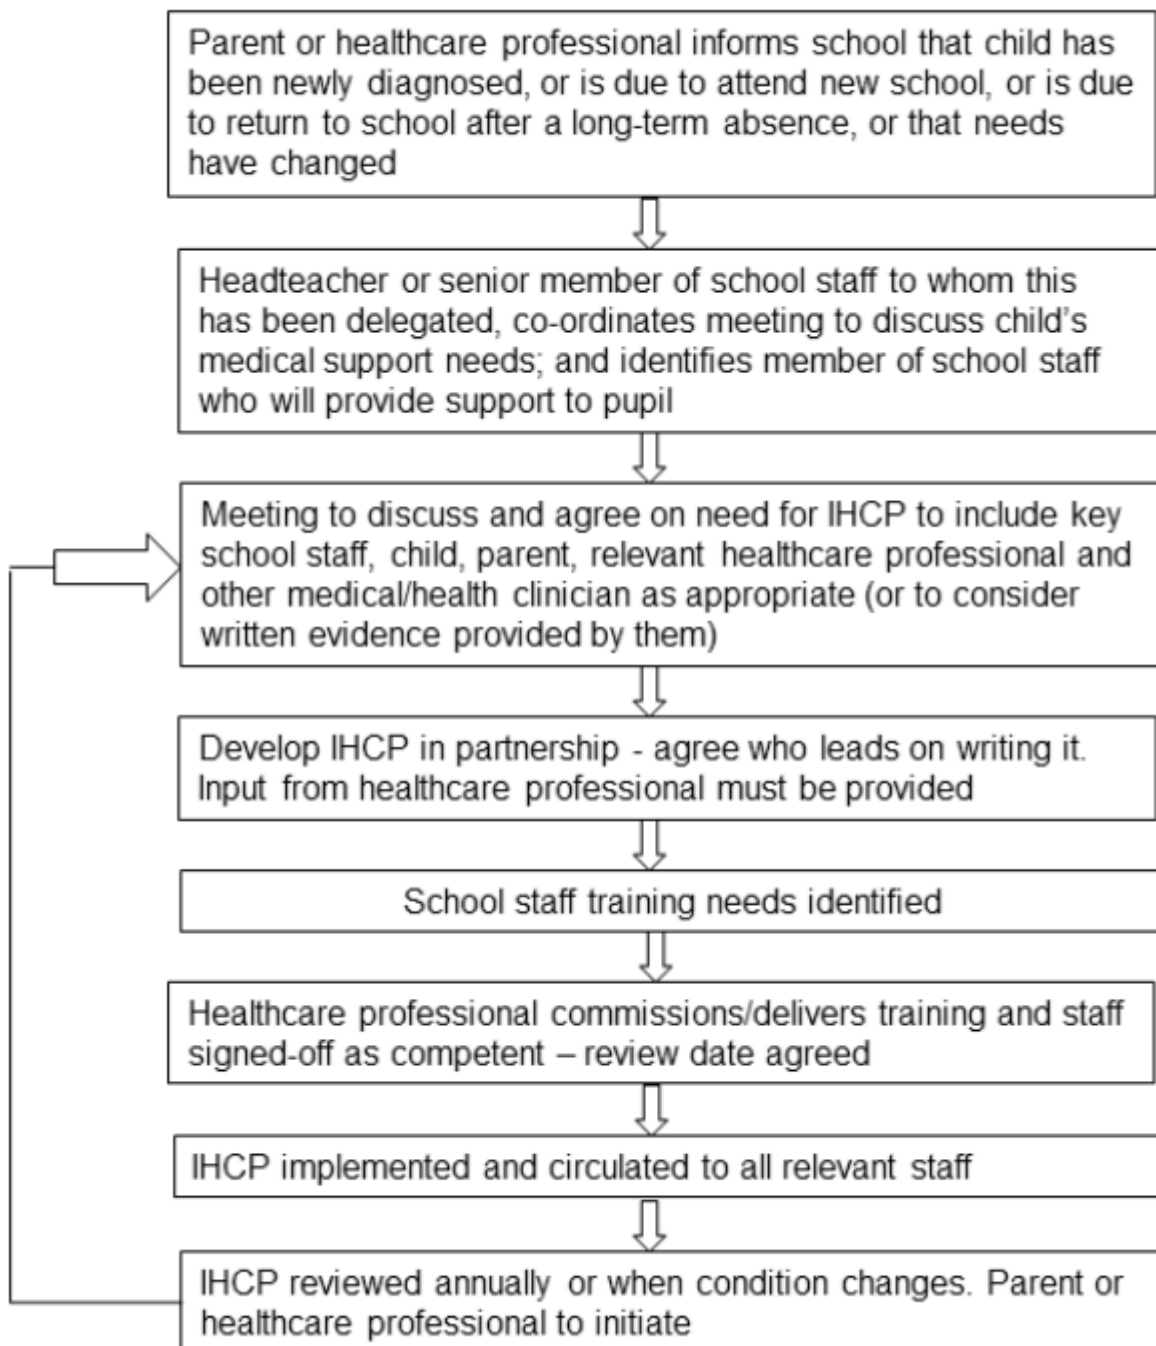 Parent or healthcare professional informs school that child has
been newly diagnosed, or is due to attend new school, or is due
to return to school after a long-term absence, or that needs
have changed
Headteacher or senior member of school staff to whom this
has been delegated, co-ordinates meeting to discuss child's
medical support needs; and identifies member of school staff
who will provide support to pupil
Meeting to discuss and agree on need for IHCP to include key
school staff, child, parent, relevant healthcare professional and
other medical/health clinician as appropriate (or to consider
written evidence provided by them)
Develop IHCP in partnership - agree who leads on writing it.
Input from healthcare professional must be provided
School staff training needs identified
Healthcare professional commissions/delivers training and staff
signed-off as competent – review date agreed
IHCP implemented and circulated to all relevant staff
IHCP reviewed annually or when condition changes. Parent or
healthcare professional to initiate